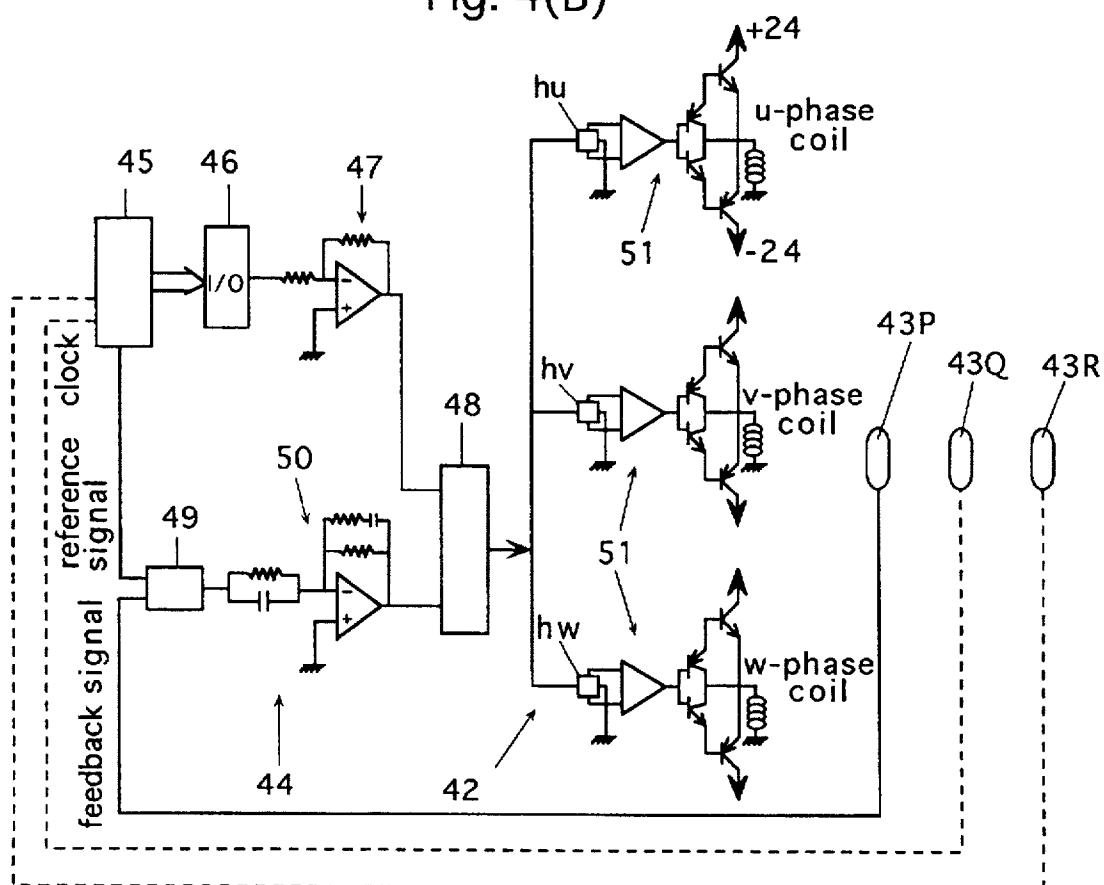 Fig. 4(B)
+24
hu
u-phase
coil
45
46
47
51
-24
I/O
43P
43Q
43R
clock
hv
v-phase
coil
48
50
reference
signal
49
51
feedback signal
hw
w-phase
coil
44
42